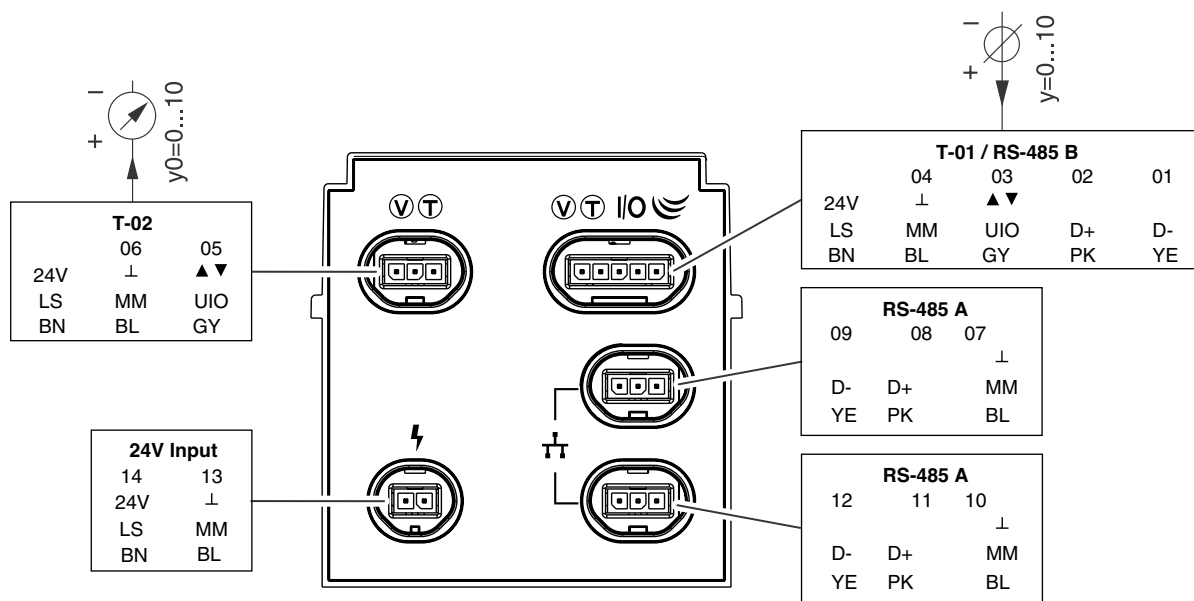 –
+
y0=0...10
–
+
y=0...10
T-02
06 05
24V ⊥ ▲▼
LS MM UIO
BN BL GY
V T
V T I/O
T-01 / RS-485 B
04 03 02 01
24V ⊥ ▲▼
LS MM UIO D+ D-
BN BL GY PK YE
RS-485 A
09 08 07
⊥
D- D+ MM
YE PK BL
24V Input
14 13
24V ⊥
LS MM
BN BL
RS-485 A
12 11 10
⊥
D- D+ MM
YE PK BL